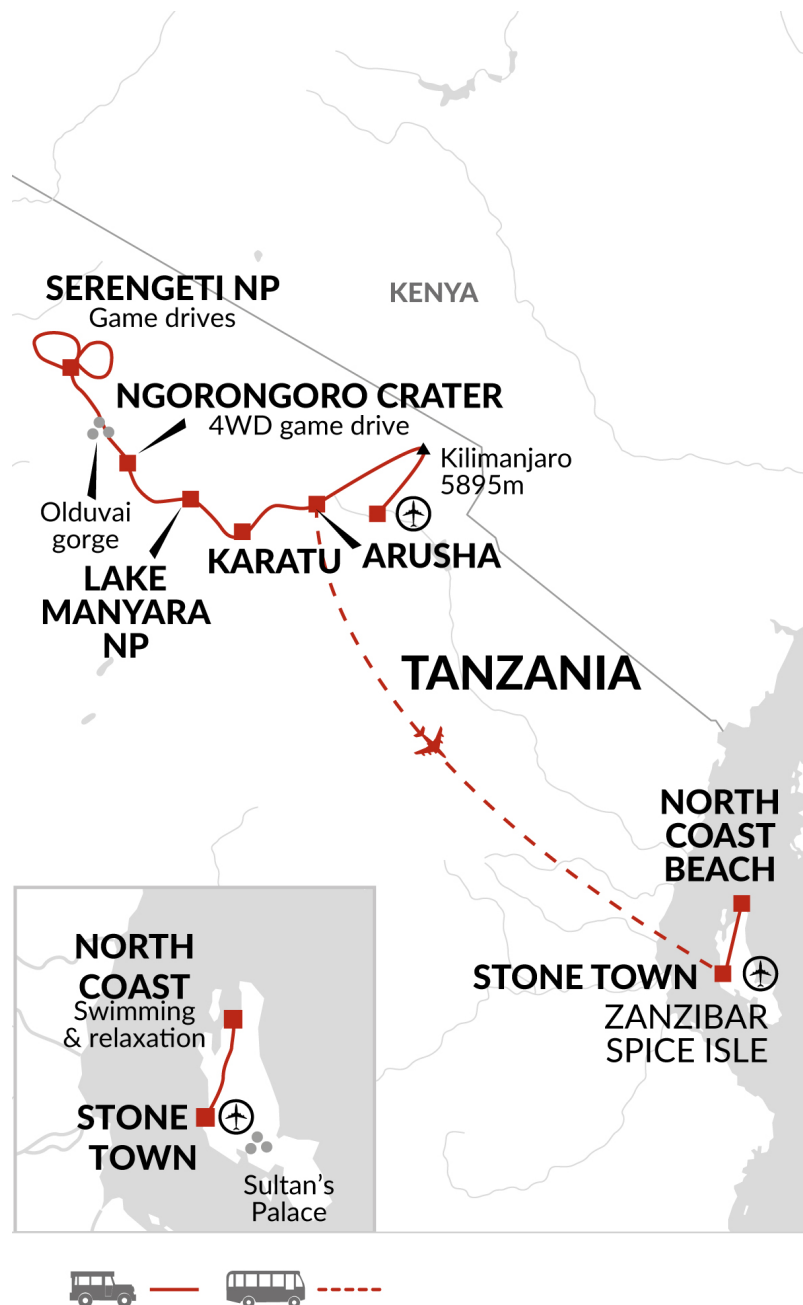 KENYA
SERENGETI NP
Game drives
NGORONGORO CRATER
4WD game drive
Kilimanjaro
5895m
Olduvai
gorge
KARATU
ARUSHA
LAKE
MANYARA
NP
TANZANIA
NORTH
COAST
BEACH
STONE TOWN
ZANZIBAR
SPICE ISLE
NORTH
COAST
Swimming
& relaxation
STONE
TOWN
Sultan’s
Palace